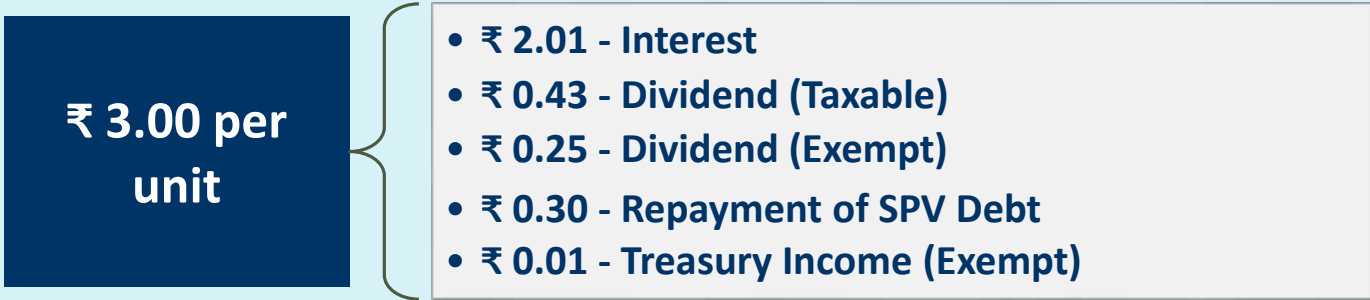 ₹ 3.00 per
unit
• ₹ 2.01 - Interest
• ₹ 0.43 - Dividend (Taxable)
• ₹ 0.25 - Dividend (Exempt)
• ₹ 0.30 - Repayment of SPV Debt
• ₹ 0.01 - Treasury Income (Exempt)